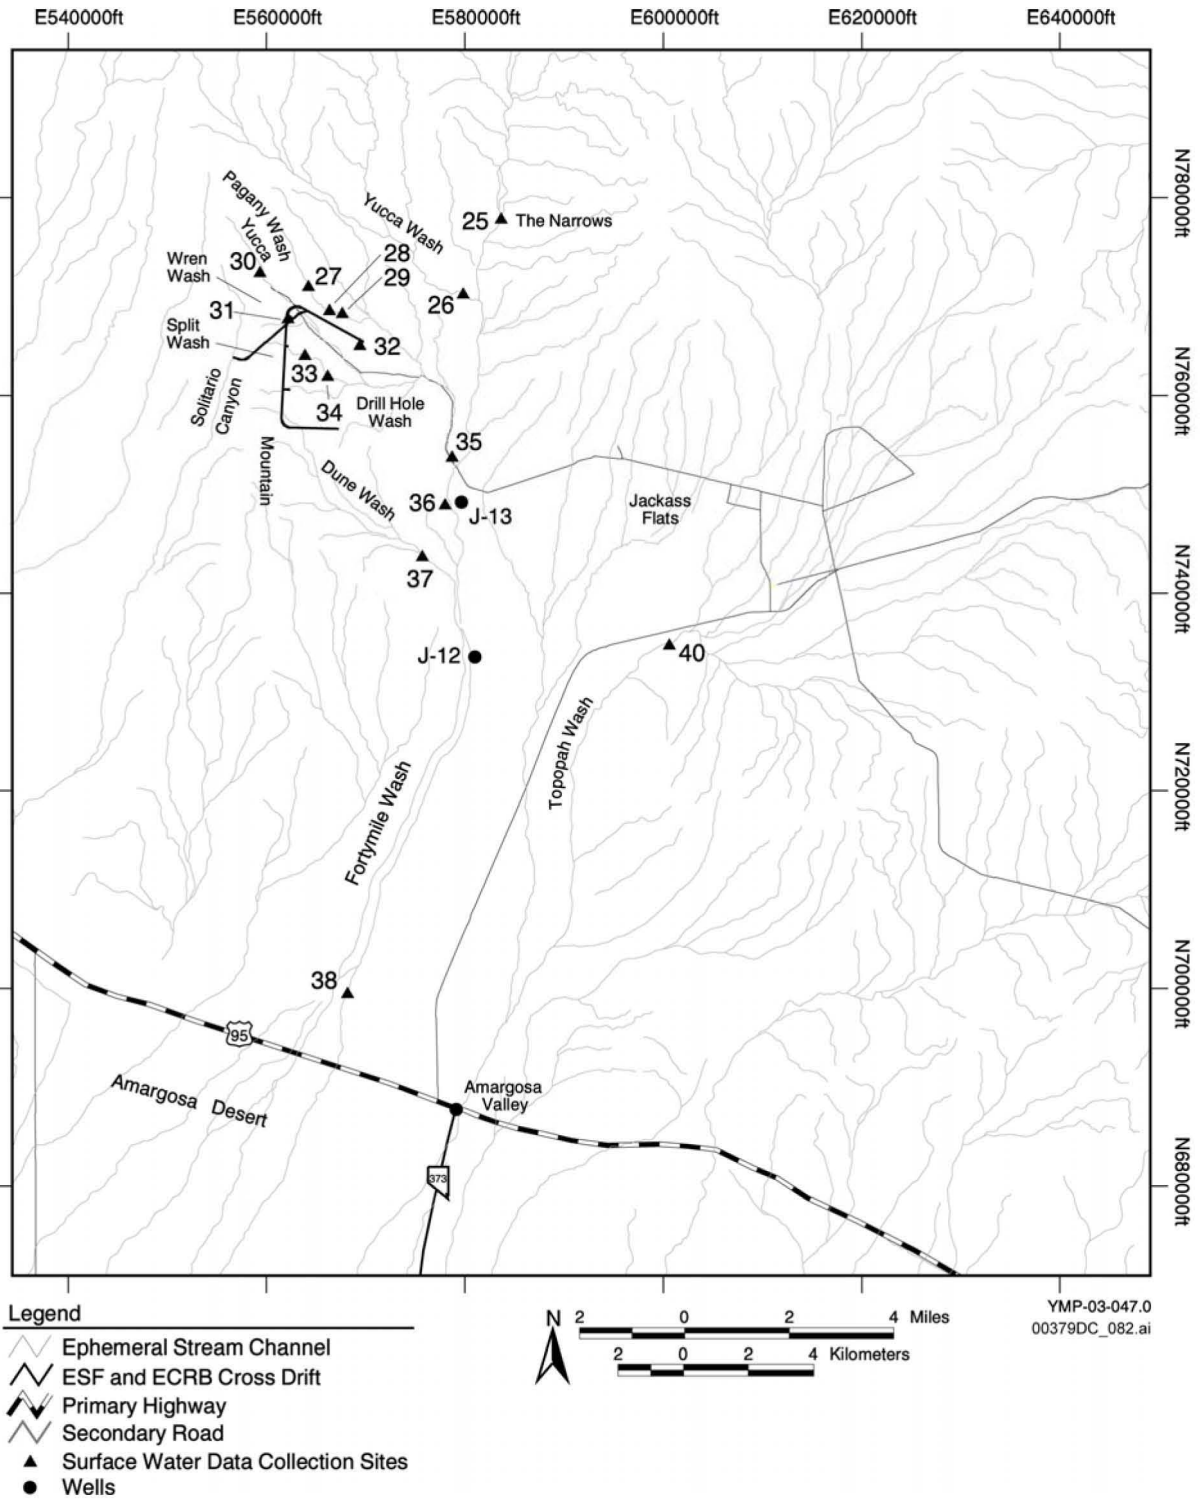 E540000ft
E560000ft
E580000ft
E600000ft
E620000ft
E640000ft
N780000ft
N760000ft
N740000ft
N720000ft
N700000ft
N680000ft
Pagany Wash
Yucca Wash
25
The Narrows
Yucca
28
Wren
Wash
30
27
29
26
31
Split
Wash
32
33
Solitario
Canyon
34
Drill Hole
Wash
35
Mountain
Dune Wash
36
J-13
Jackass
Flats
37
J-12
40
Topopah Wash
Fortymile Wash
38
95
Amargosa Desert
Amargosa
Valley
373
Legend
Ephemeral Stream Channel
ESF and ECRB Cross Drift
Primary Highway
Secondary Road
Surface Water Data Collection Sites
Wells
N
2 0 2 4 Miles
2 0 2 4 Kilometers
YMP-03-047.0
00379DC_082.ai